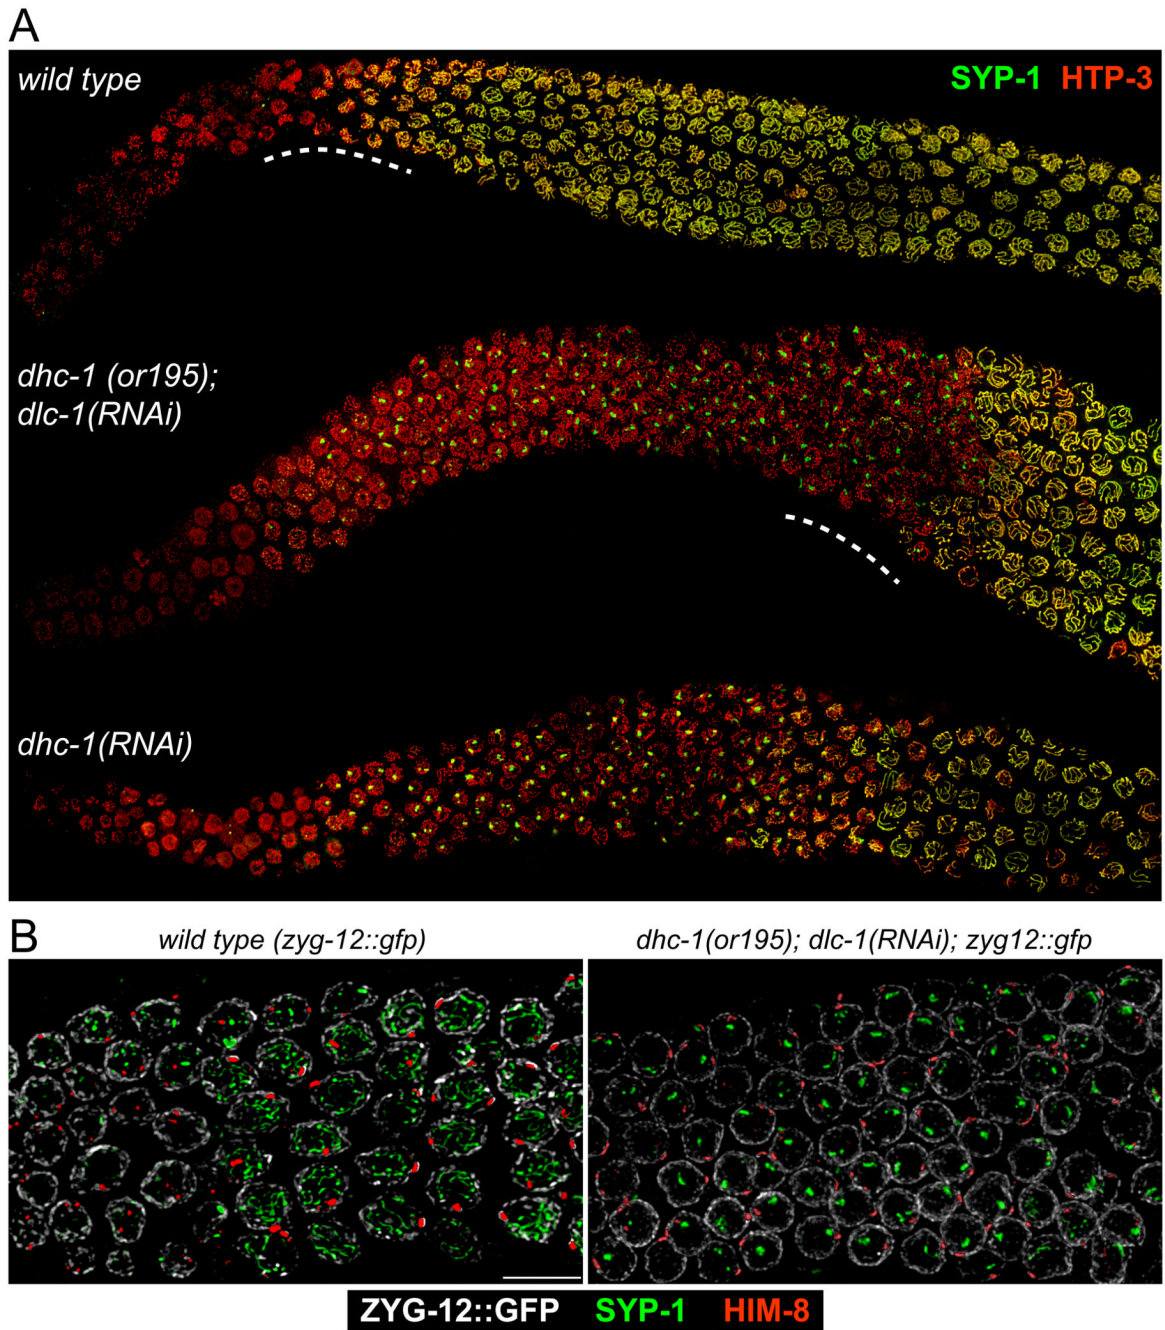 A
wild type
SYP-1 HTP-3
dhc-1 (or195);
dlc-1(RNAi)
dhc-1(RNAi)
B
wild type (zyg-12::gfp)
dhc-1(or195); dlc-1(RNAi); zyg12::gfp
ZYG-12::GFP SYP-1 HIM-8